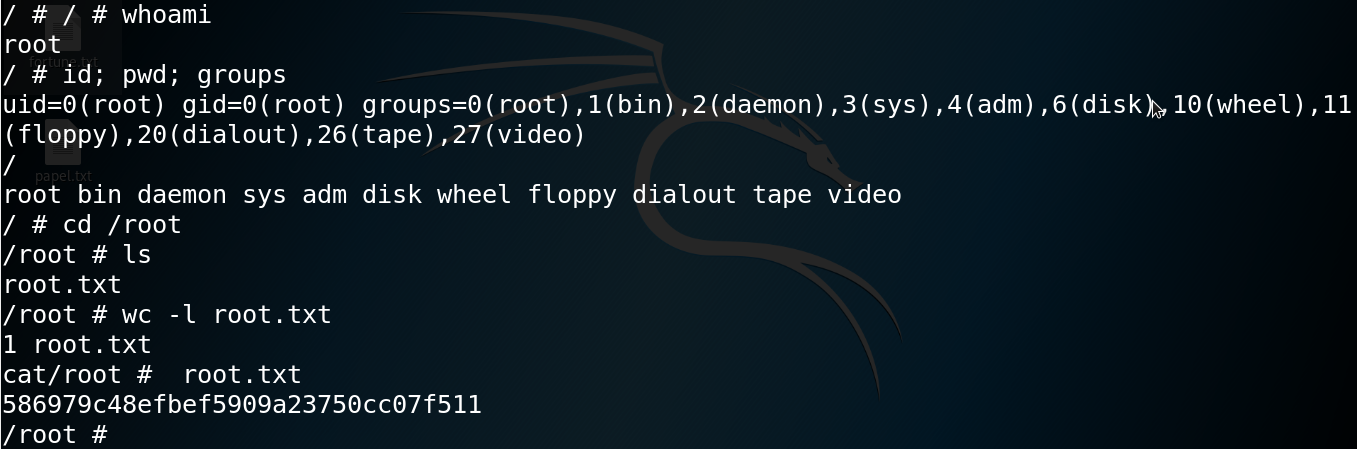 / # / # whoami
root
fortune.txt
/ # id; pwd; groups
uid=0(root) gid=0(root) groups=0(root),1(bin),2(daemon),3(sys),4(adm),6(disk),10(wheel),11
(floppy),20(dialout),26(tape),27(video)
/
papel.txt
root bin daemon sys adm disk wheel floppy dialout tape video
/ # cd /root
/root # ls
root.txt
/root # wc -l root.txt
1 root.txt
cat/root #  root.txt
586979c48efbef5909a23750cc07f511
/root #